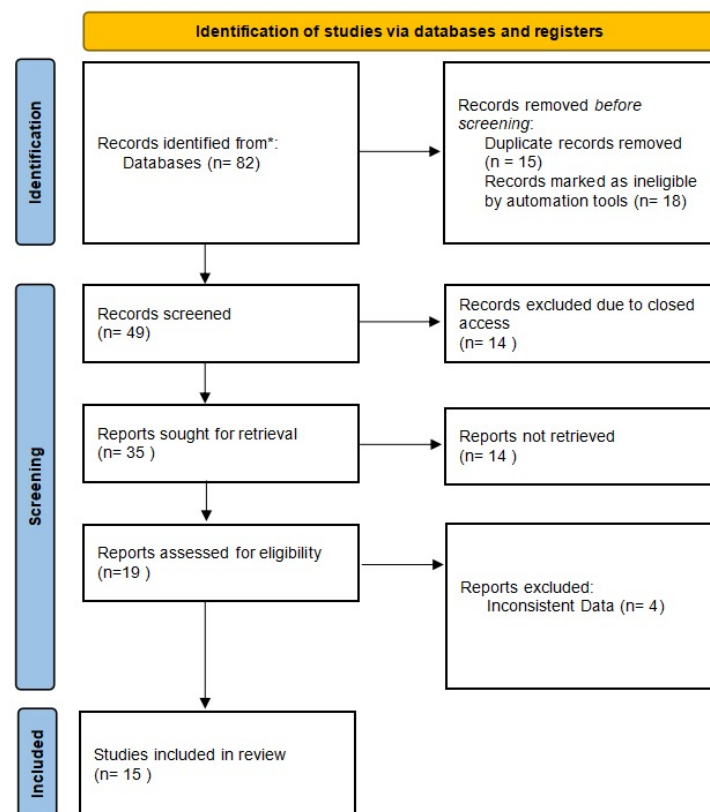 Identification of studies via databases and registers
Identification
Records identified from*:
Databases (n= 82)
Records removed before
screening:
Duplicate records removed
(n = 15)
Records marked as ineligible
by automation tools (n= 18)
Screening
Records screened
(n= 49)
Records excluded due to closed
access
(n= 14 )
Reports sought for retrieval
(n= 35 )
Reports not retrieved
(n= 14 )
Reports assessed for eligibility
(n=19 )
Reports excluded:
Inconsistent Data (n= 4)
Included
Studies included in review
(n= 15 )